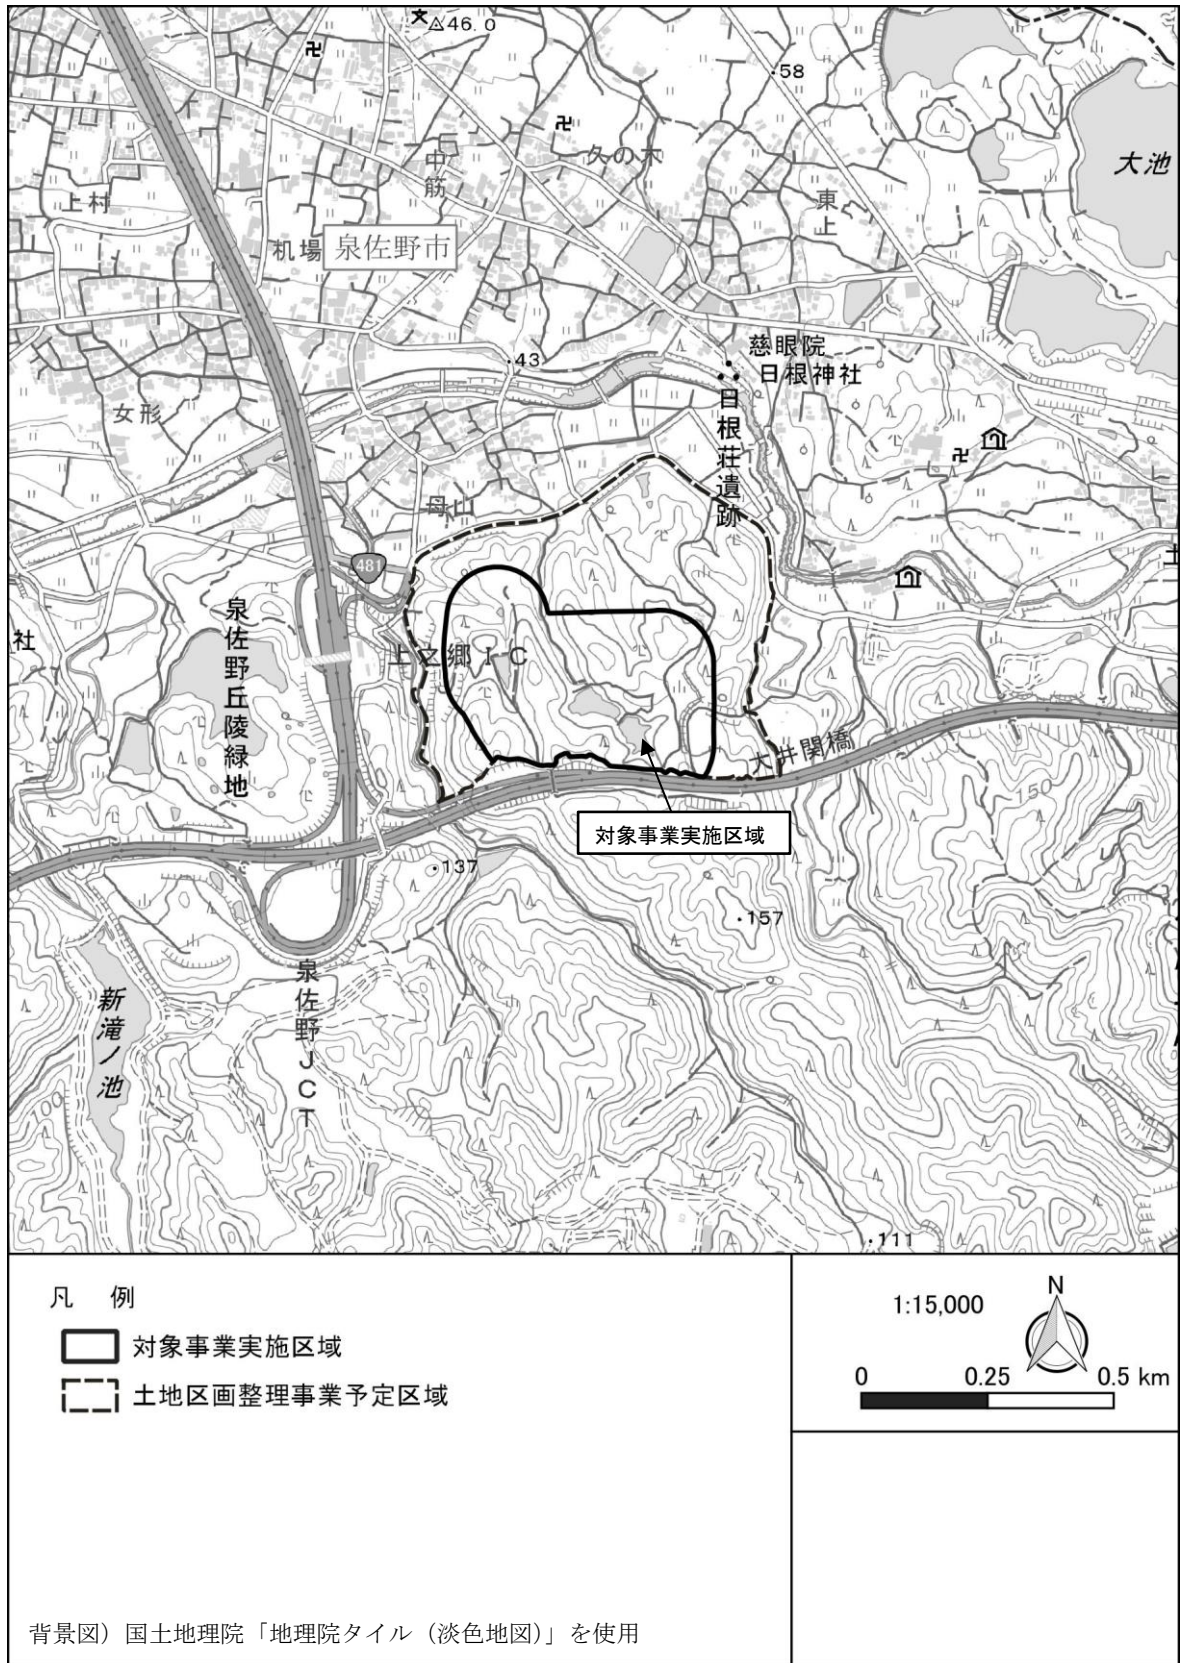 46.0
58
久の木
中筋
大池
東上
上村
机場
泉佐野市
慈眼院
日根神社
43
日根荘遺跡
女形
母山
481
泉佐野丘陵緑地
社
上之郷IC
大井関橋
対象事業実施区域
150
137
157
新滝ノ池
泉佐野JCT
100
111
凡 例
対象事業実施区域
土地区画整理事業予定区域
1:15,000
N
0 0.25 0.5 km
背景図)国土地理院「地理院タイル(淡色地図)」を使用